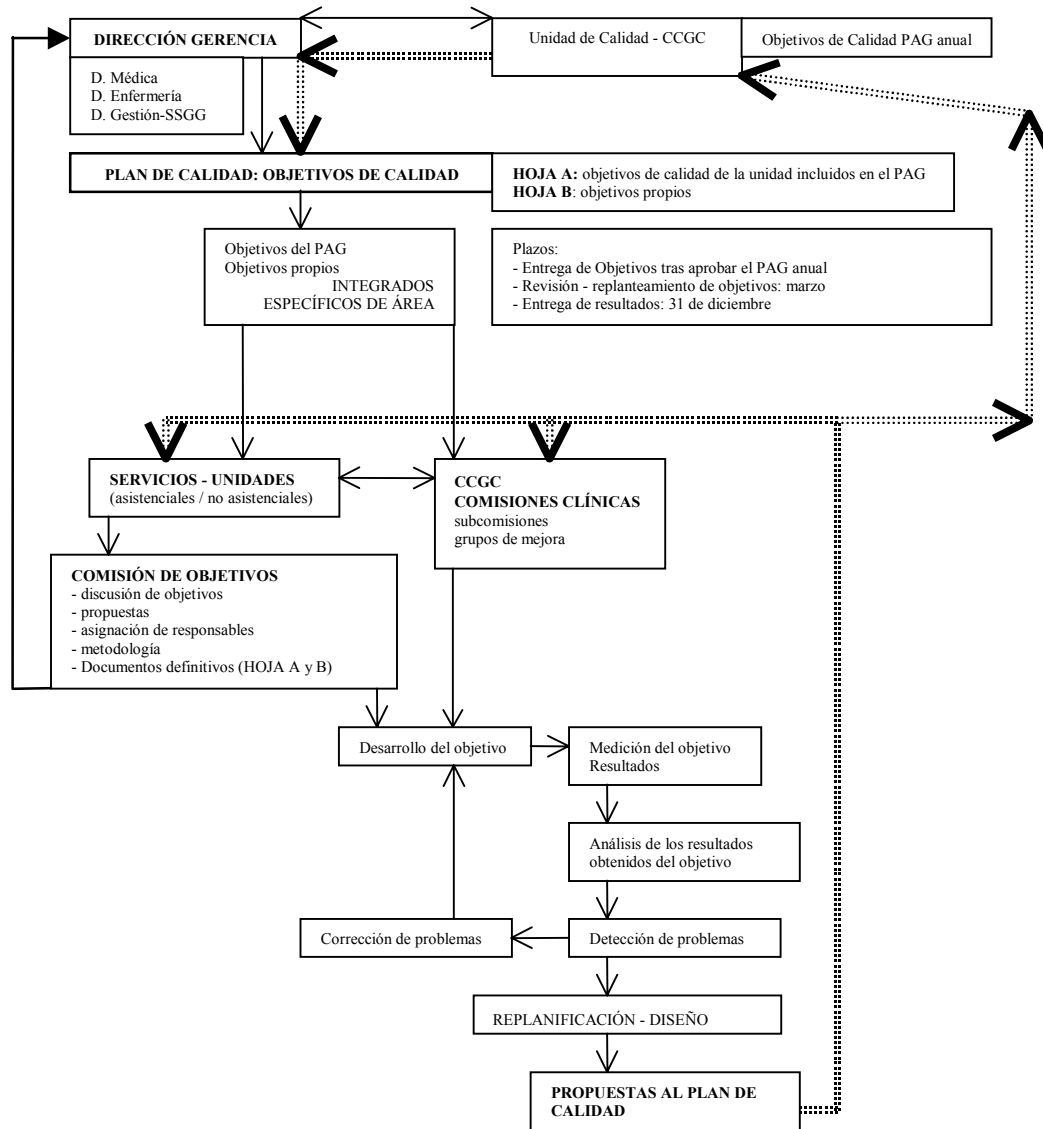 DIRECCIÓN GERENCIA
Unidad de Calidad - CCGC
Objetivos de Calidad PAG anual
D. Médica
D. Enfermería
D. Gestión-SSGG
PLAN DE CALIDAD: OBJETIVOS DE CALIDAD
HOJA A: objetivos de calidad de la unidad incluidos en el PAG
HOJA B: objetivos propios
Objetivos del PAG
Objetivos propios
INTEGRADOS
ESPECÍFICOS DE ÁREA
Plazos:
- Entrega de Objetivos tras aprobar el PAG anual
- Revisión - replanteamiento de objetivos: marzo
- Entrega de resultados: 31 de diciembre
SERVICIOS - UNIDADES
(asistenciales / no asistenciales)
CCGC
COMISIONES CLÍNICAS
subcomisiones
grupos de mejora
COMISIÓN DE OBJETIVOS
- discusión de objetivos
- propuestas
- asignación de responsables
- metodología
- Documentos definitivos (HOJA A y B)
Desarrollo del objetivo
Medición del objetivo
Resultados
Análisis de los resultados
obtenidos del objetivo
Corrección de problemas
Detección de problemas
REPLANIFICACIÓN - DISEÑO
PROPUESTAS AL PLAN DE
CALIDAD